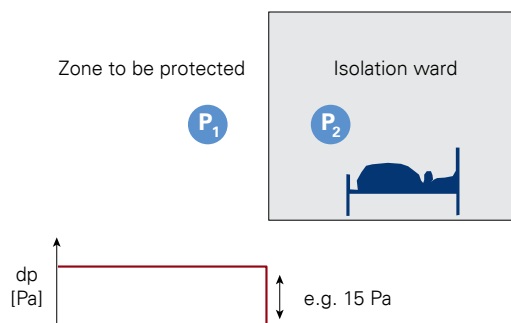 Zone to be protected
Isolation ward
P1
P2
dp
[Pa]
e.g. 15 Pa